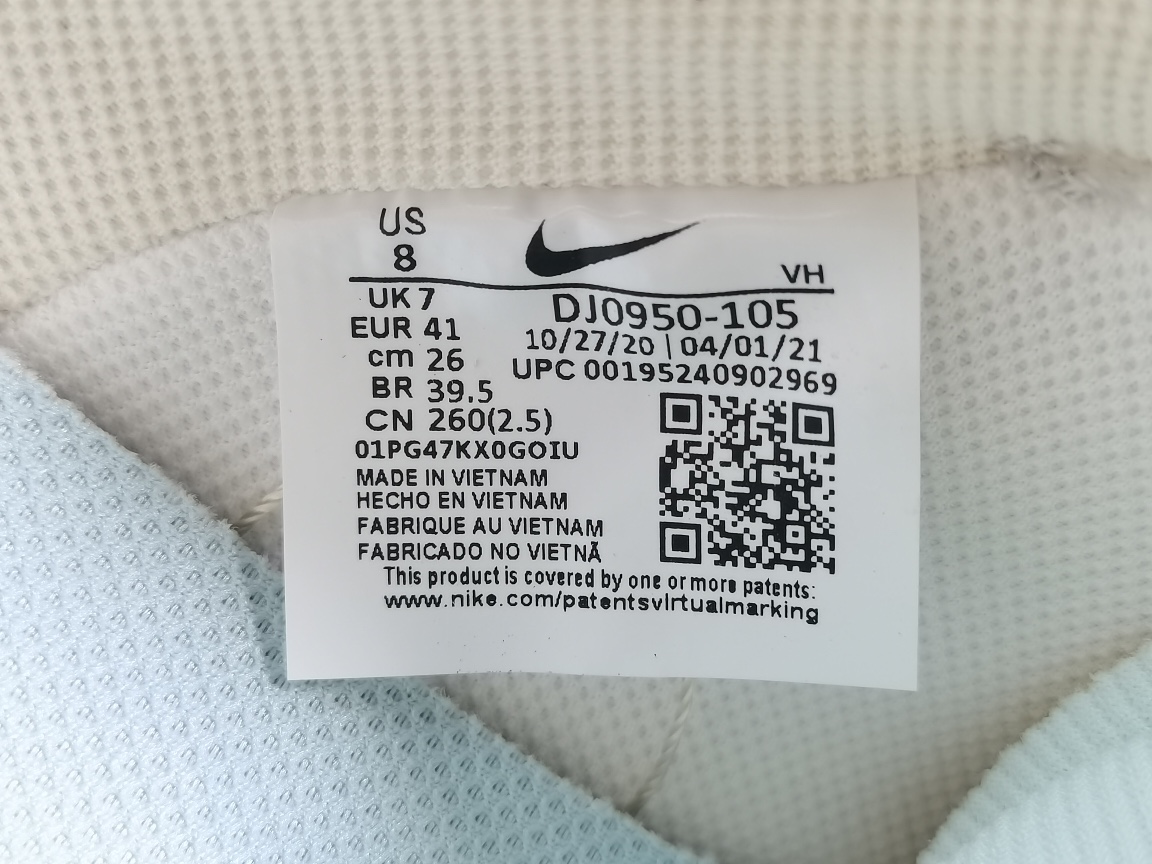 US
8
VH
UK 7
DJ0950-105
EUR 41
10/27/20 | 04/01/21
cm 26
UPC 00195240902969
BR 39.5
CN 260(2.5)
01PG47KX0GOIU
MADE IN VIETNAM
HECHO EN VIETNAM
FABRIQUE AU VIETNAM
FABRICADO NO VIETNÃ
This product is covered by one or more patents:
www.nike.com/patentsvirtualmarking